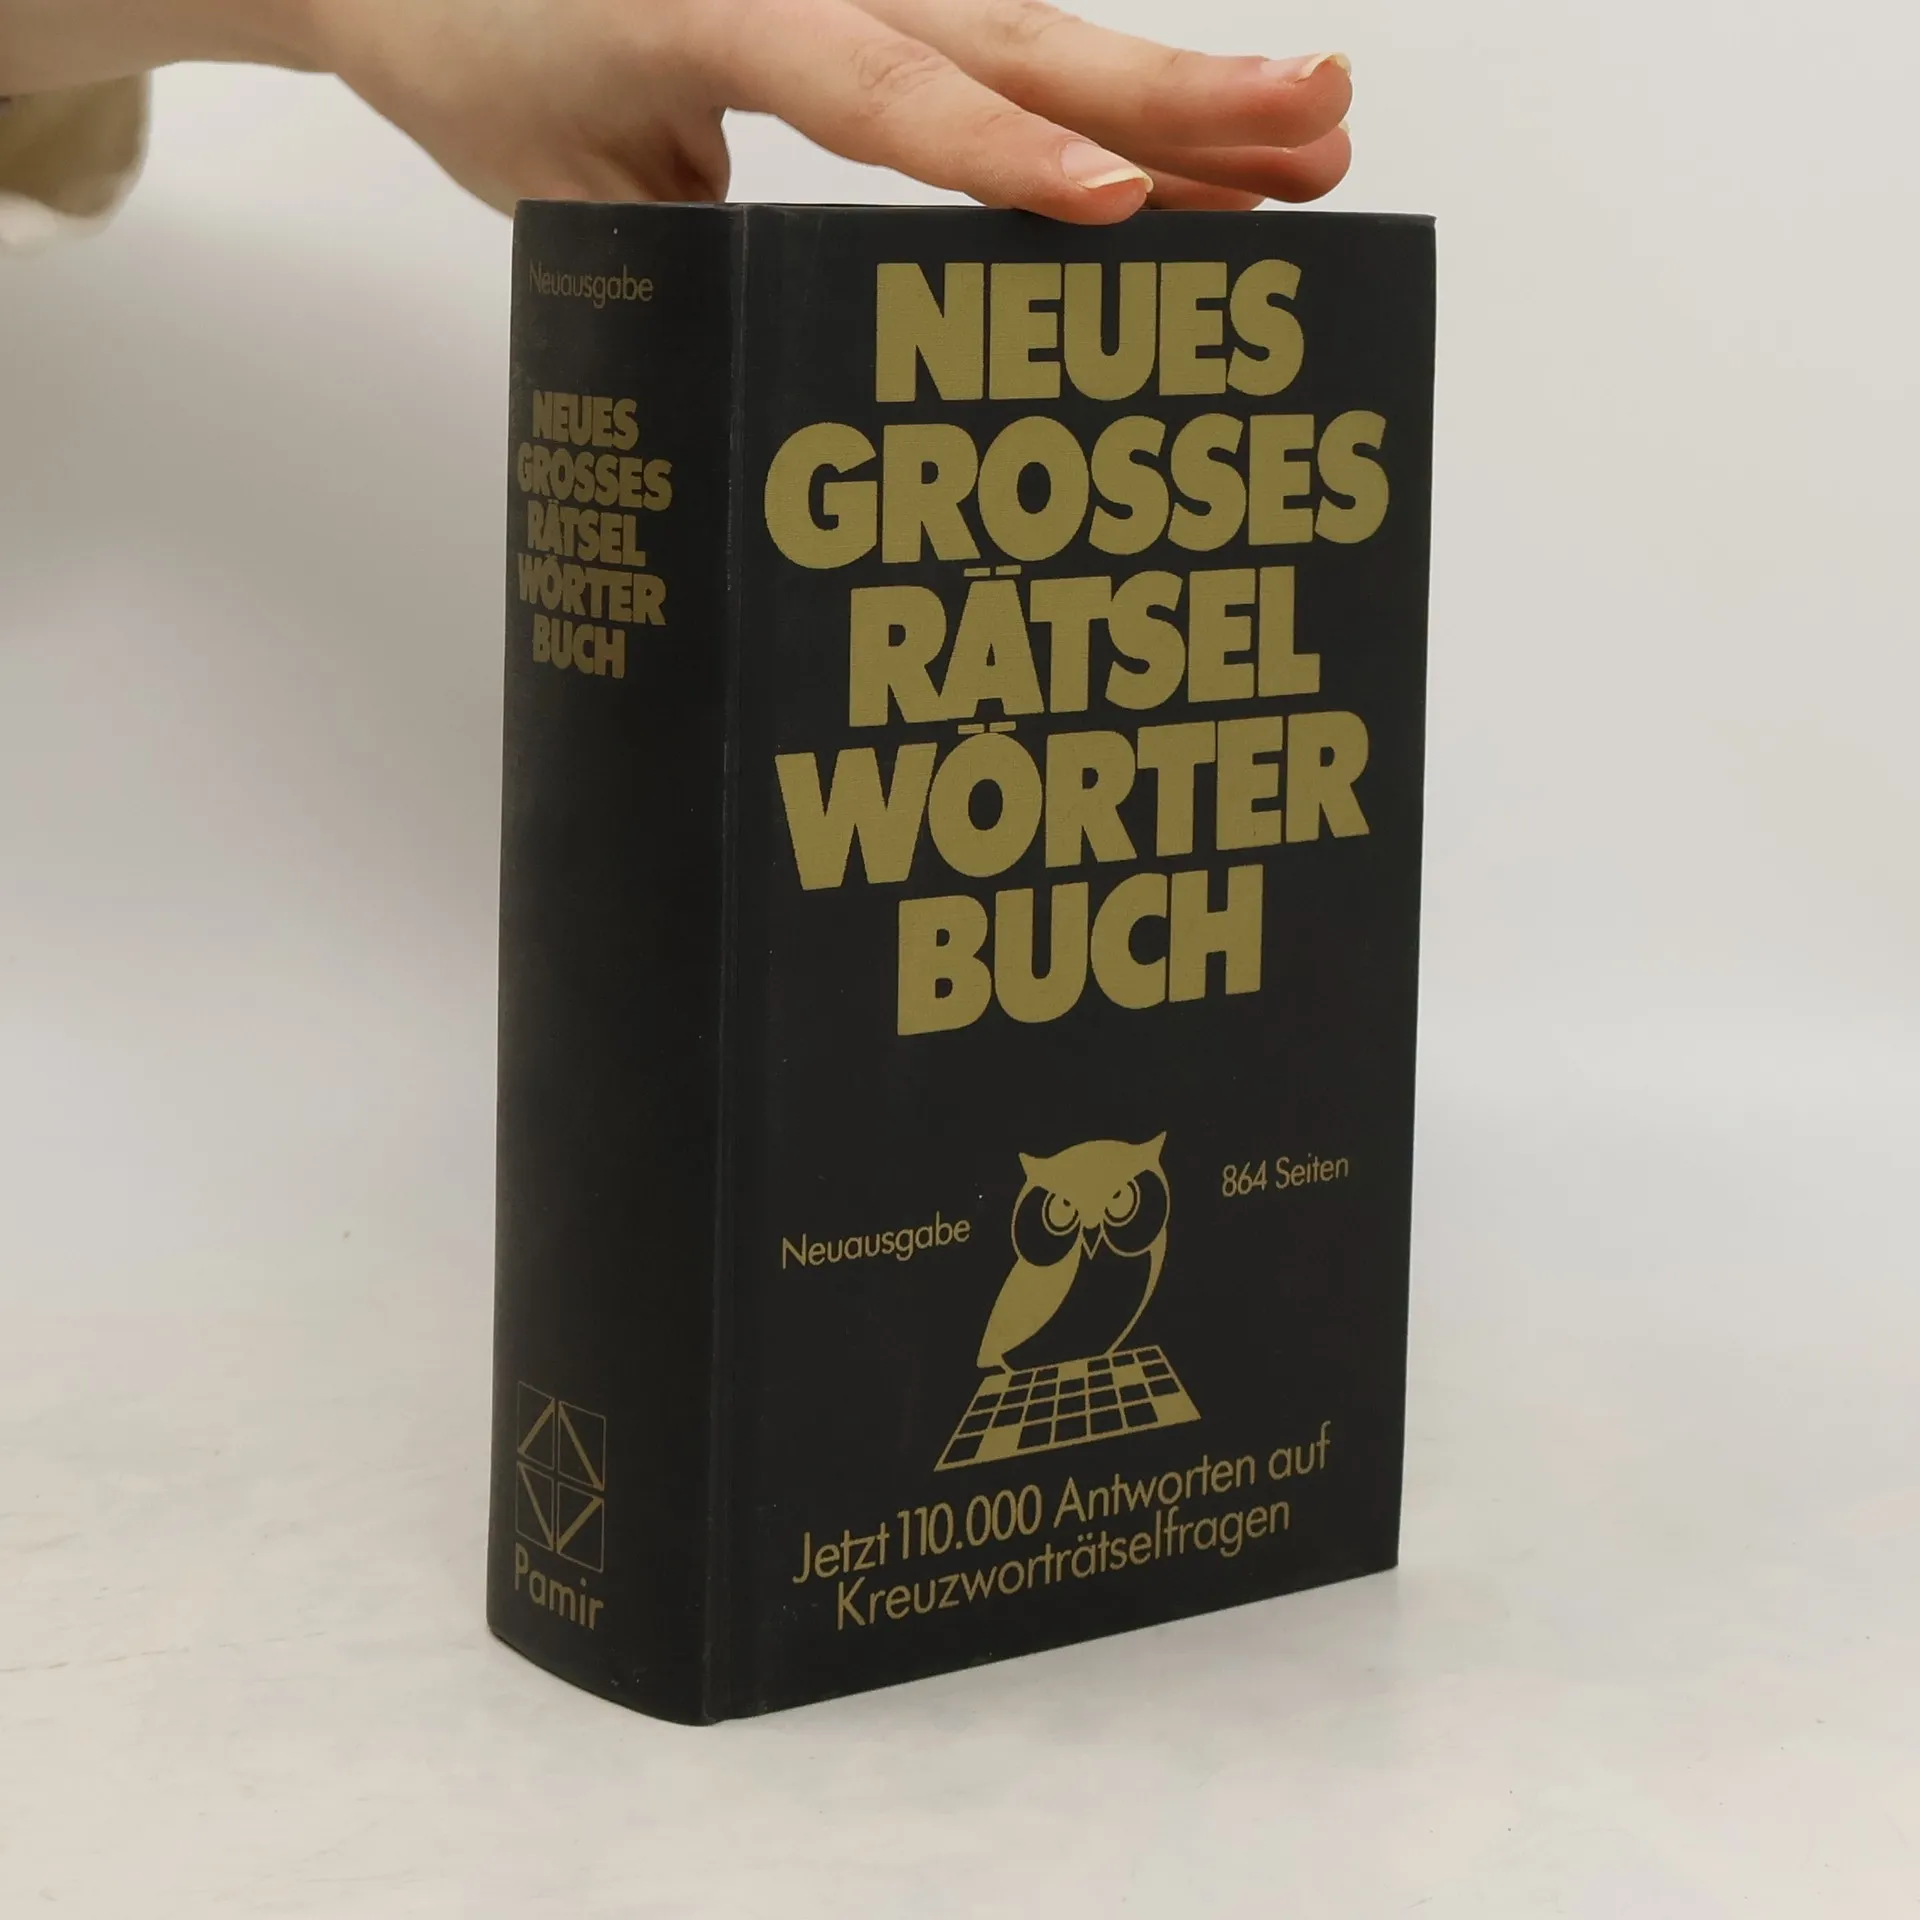 Neuausgabe
NEUES
GROSSES
RÄTSEL
WÖRTER
BUCH
Pamir
NEUES
GROSSES
RÄTSEL
WÖRTER
BUCH
Neuausgabe
864 Seiten
Jetzt 110.000 Antworten auf
Kreuzworträtselfragen